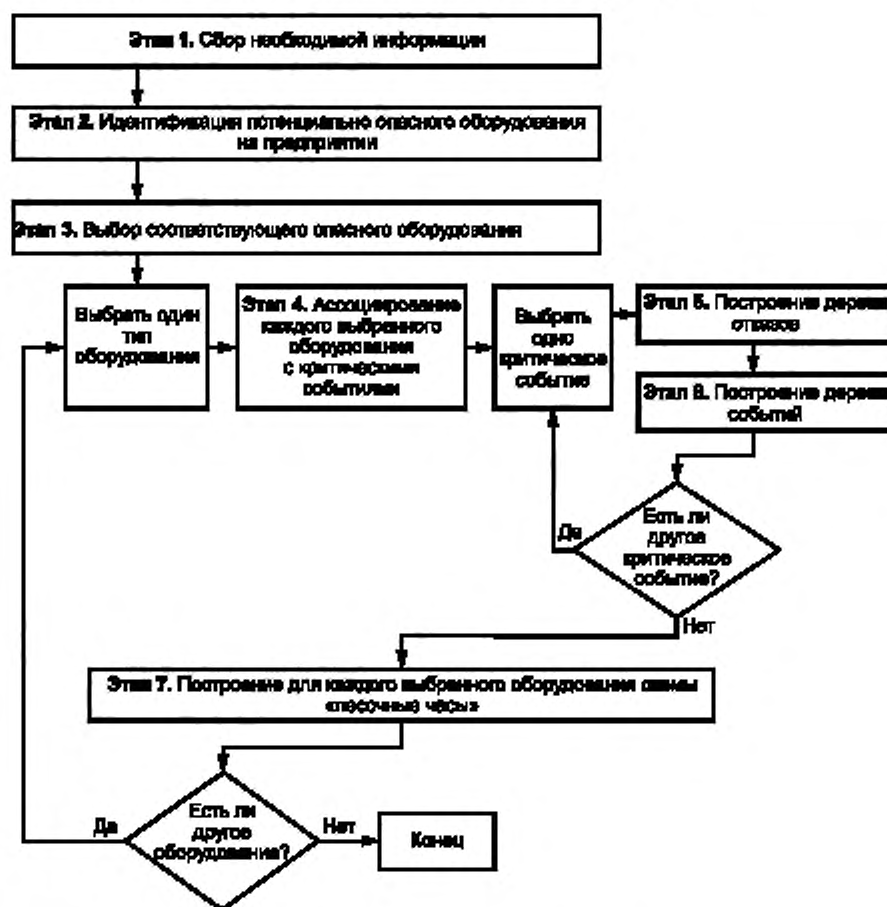 Этап 1. Сбор необходимой информации
Этап 2. Идентификация потенциально опасного оборудования
на предприятии
Этап 3. Выбор соответствующего опасного оборудования
Выбрать один
тип
оборудования
Этап 4. Ассоциирование
каждого выбранного
оборудования
с критическими
событиями
Выбрать
одно
критическое
событие
Этап 5. Построение дерева
отказов
Этап 6. Построение дерева
событий
Есть ли
другое
критическое
событие?
Да
Нет
Этап 7. Построение для каждого выбранного оборудования схемы
«песочные часы»
Есть ли
другое
оборудование?
Да
Нет
Конец